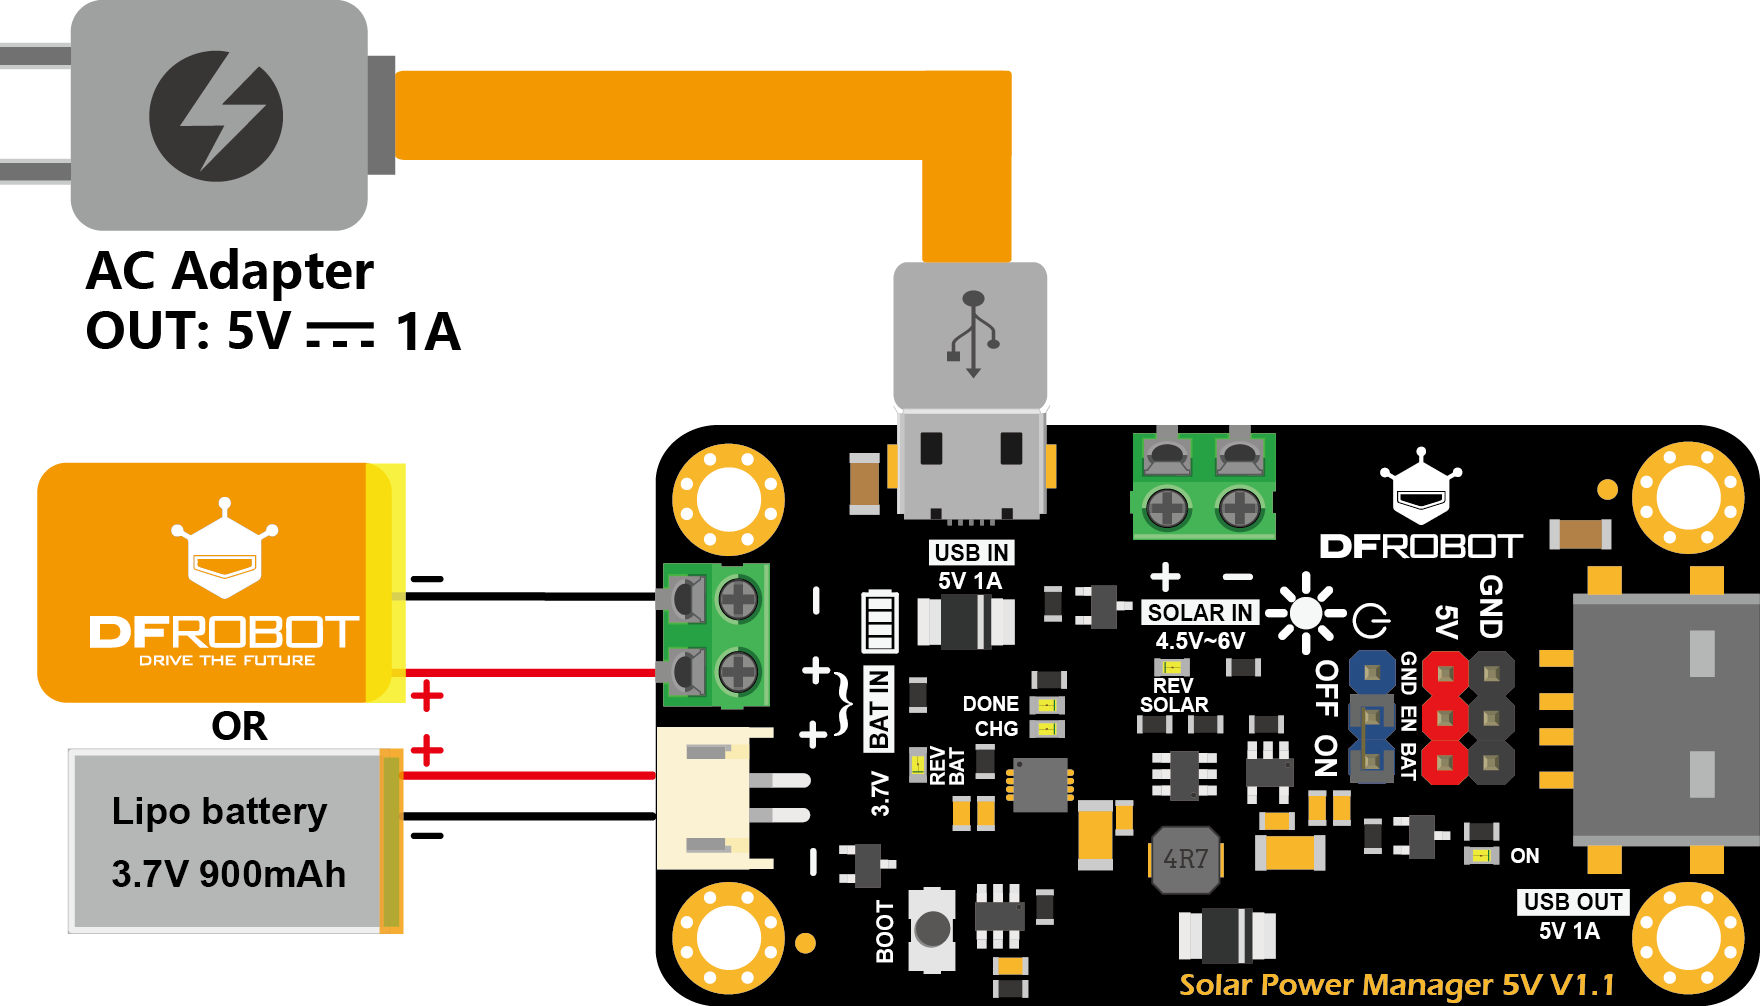 AC Adapter
OUT: 5V 1A
DFROBOT
DRIVE THE FUTURE
OR
Lipo battery
3.7V 900mAh
−
+
+
−
USB IN
5V 1A
−
+
+
−
BAT IN
3.7V
+ −
SOLAR IN
4.5V~6V
REV
SOLAR
DONE
CHG
REV
BAT
BOOT
4R7
DFROBOT
OFF
ON
GND
EN
BAT
5V
GND
ON
USB OUT
5V 1A
Solar Power Manager 5V V1.1